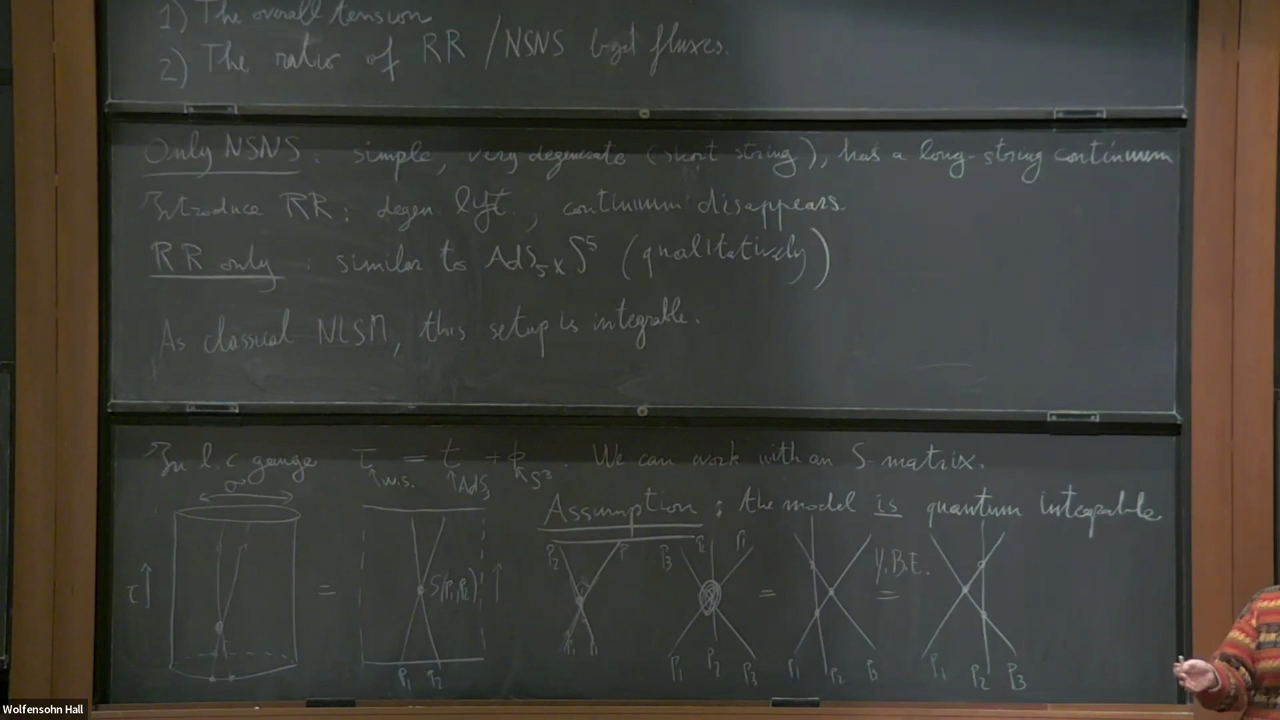 1) The overall tension
2) The ratio of RR / NSNS bgd fluxes.
Only NSNS : simple, very degenerate (short string), has a long-string continuum
Introduce RR : degen. lift, continuum disappears.
RR only : similar to AdS₅ × S⁵ (qualitatively)
As classical NLSM, this setup is integrable.
In l.c gauge τ = t + φ . We can work with an S-matrix.
w.s. AdS₃ S³
σ
Assumption : the model is quantum integrable
p₂ p p₃ p₂ p₁
τ = S(p₁,p₂) = Y.B.E. =
p₁ p₂ p₁ p₂ p₃ p₁ p₂ p₃ p₁ p₂ p₃
Wolfensohn Hall